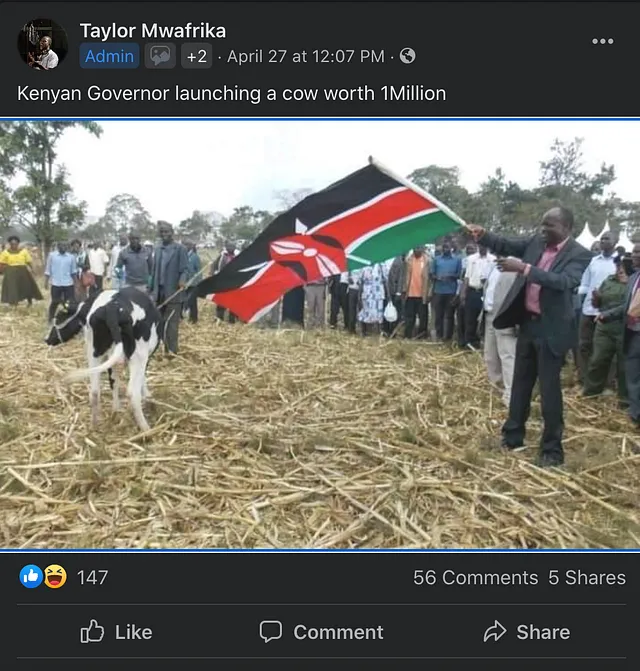 Taylor Mwafrika
Admin +2 · April 27 at 12:07 PM ·
Kenyan Governor launching a cow worth 1Million
147 56 Comments 5 Shares
Like Comment Share